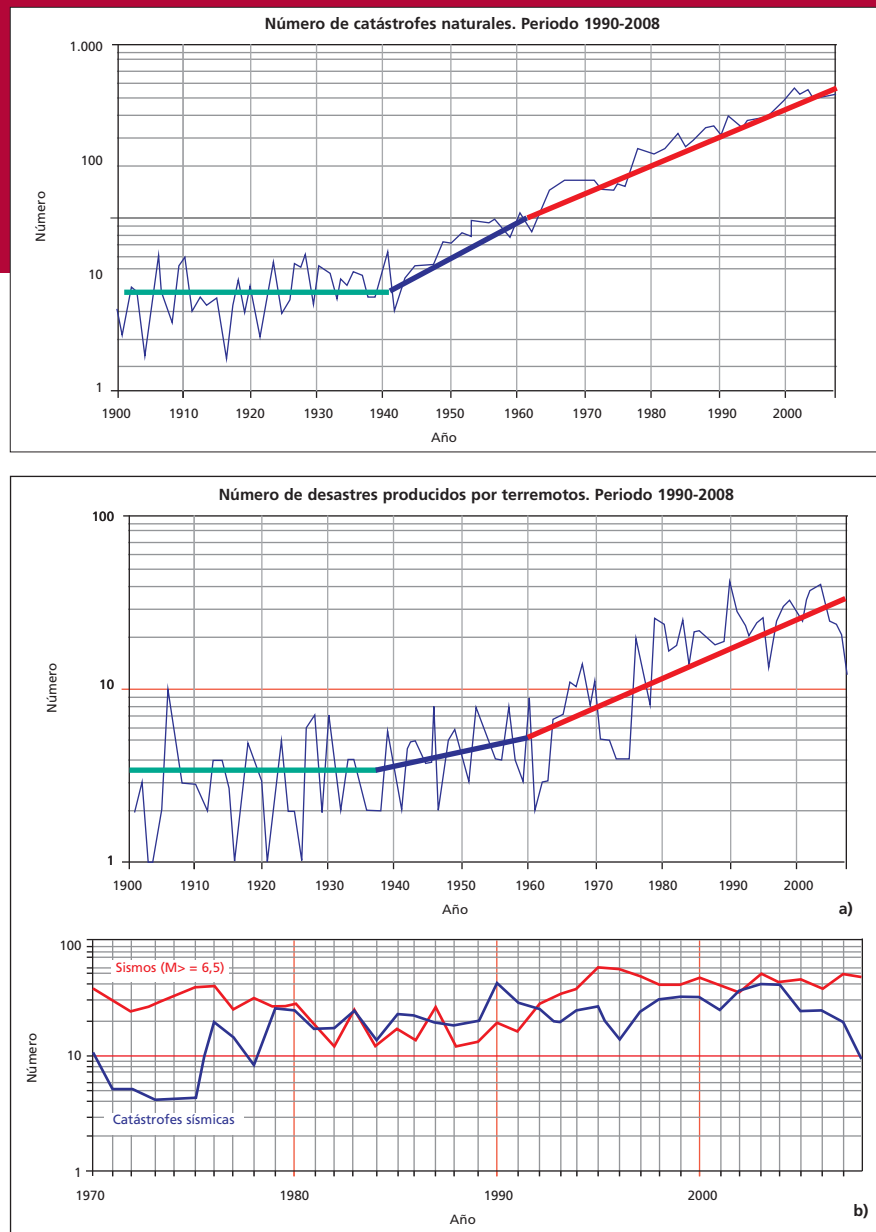 Número de catástrofes naturales. Periodo 1990-2008
1.000
100
10
1
Número
1900 1910 1920 1930 1940 1950 1960 1970 1980 1990 2000
Año
Número de desastres producidos por terremotos. Periodo 1990-2008
100
10
1
Número
1900 1910 1920 1930 1940 1950 1960 1970 1980 1990 2000
Año
a)
100
10
1
Número
Sismos (M> = 6,5)
Catástrofes sísmicas
1970 1980 1990 2000
Año
b)